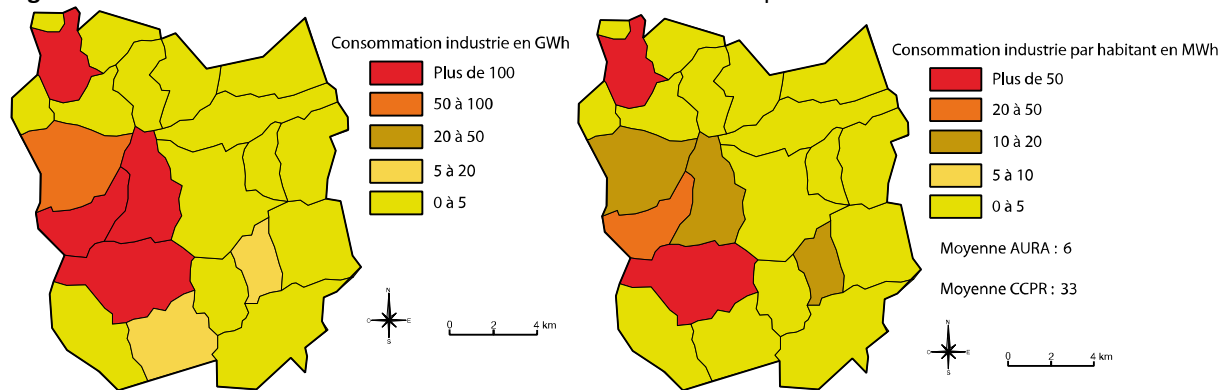 Consommation industrie en GWh
Plus de 100
50 à 100
20 à 50
5 à 20
0 à 5
N
O
E
S
0 2 4 km
Consommation industrie par habitant en MWh
Plus de 50
20 à 50
10 à 20
5 à 10
0 à 5
Moyenne AURA : 6
Moyenne CCPR : 33
N
O
E
S
0 2 4 km